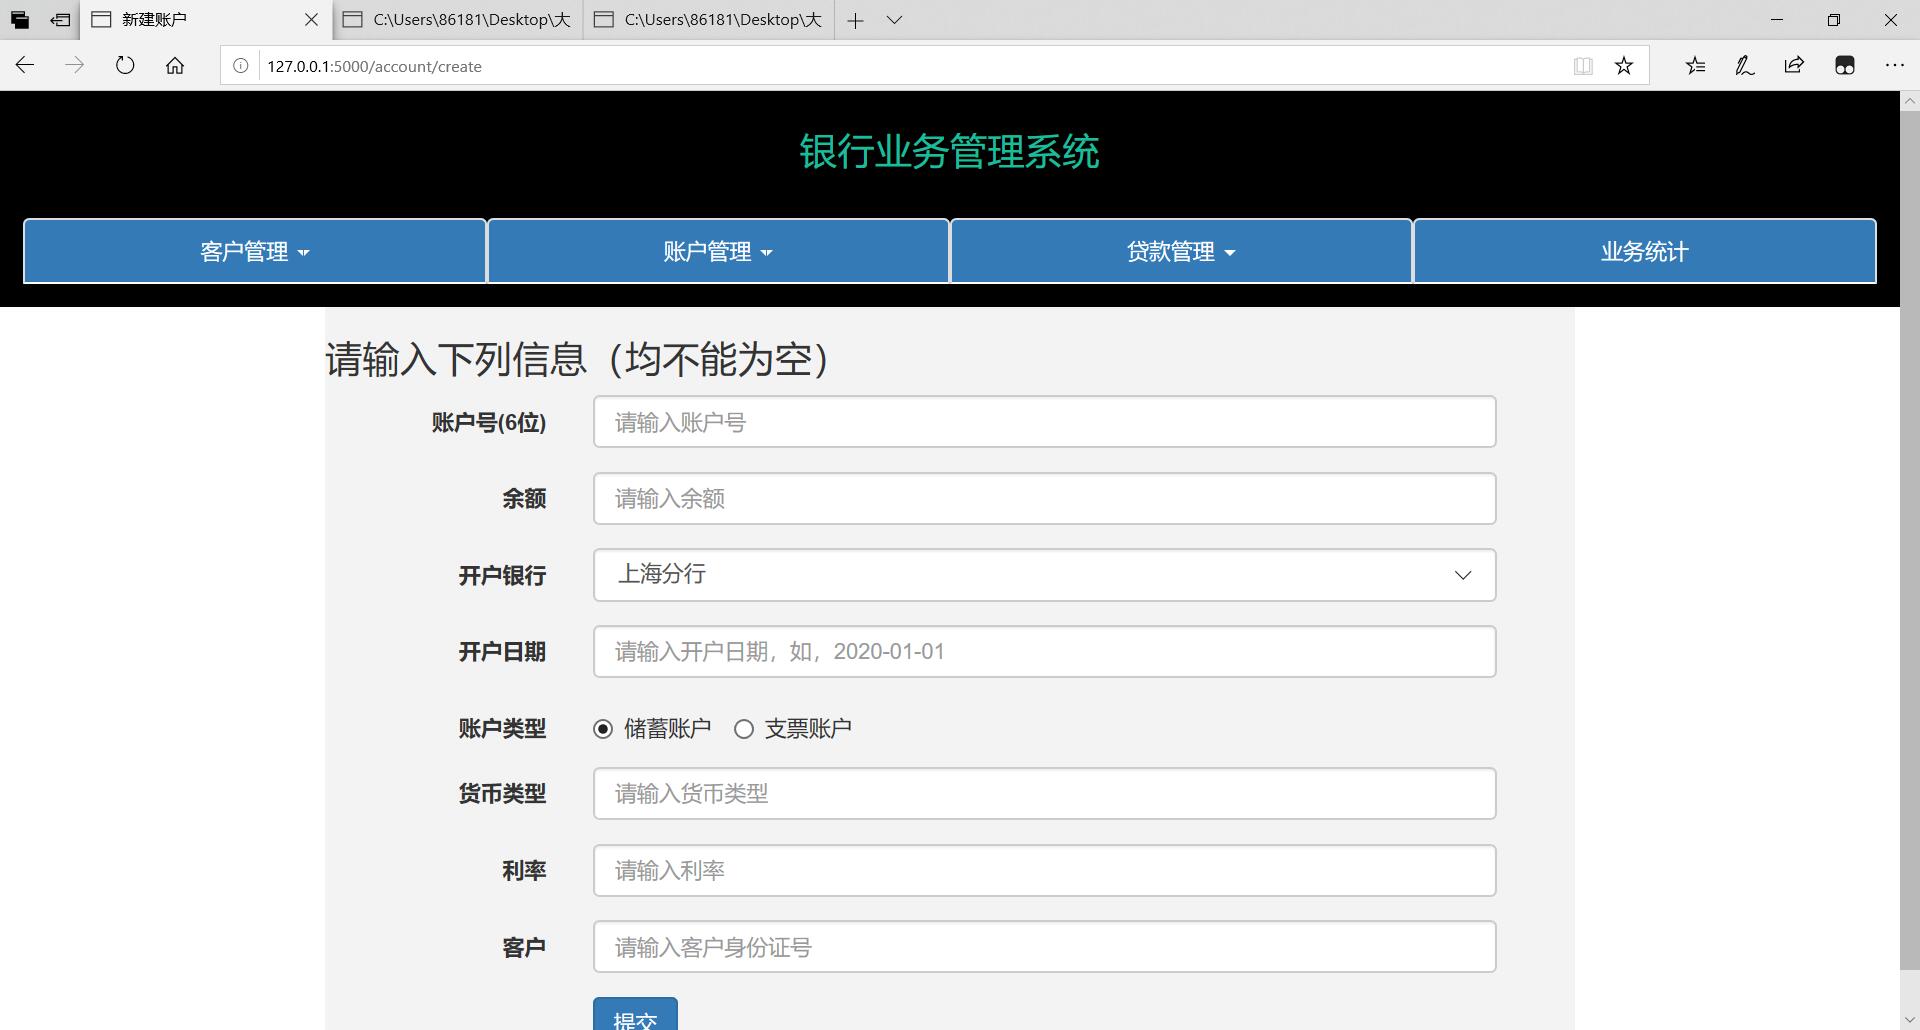 新建账户
C:\Users\86181\Desktop\大
C:\Users\86181\Desktop\大
127.0.0.1:5000/account/create
银行业务管理系统
客户管理
账户管理
贷款管理
业务统计
请输入下列信息（均不能为空）
账户号(6位)
请输入账户号
余额
请输入余额
开户银行
上海分行
开户日期
请输入开户日期，如，2020-01-01
账户类型
储蓄账户
支票账户
货币类型
请输入货币类型
利率
请输入利率
客户
请输入客户身份证号
提交